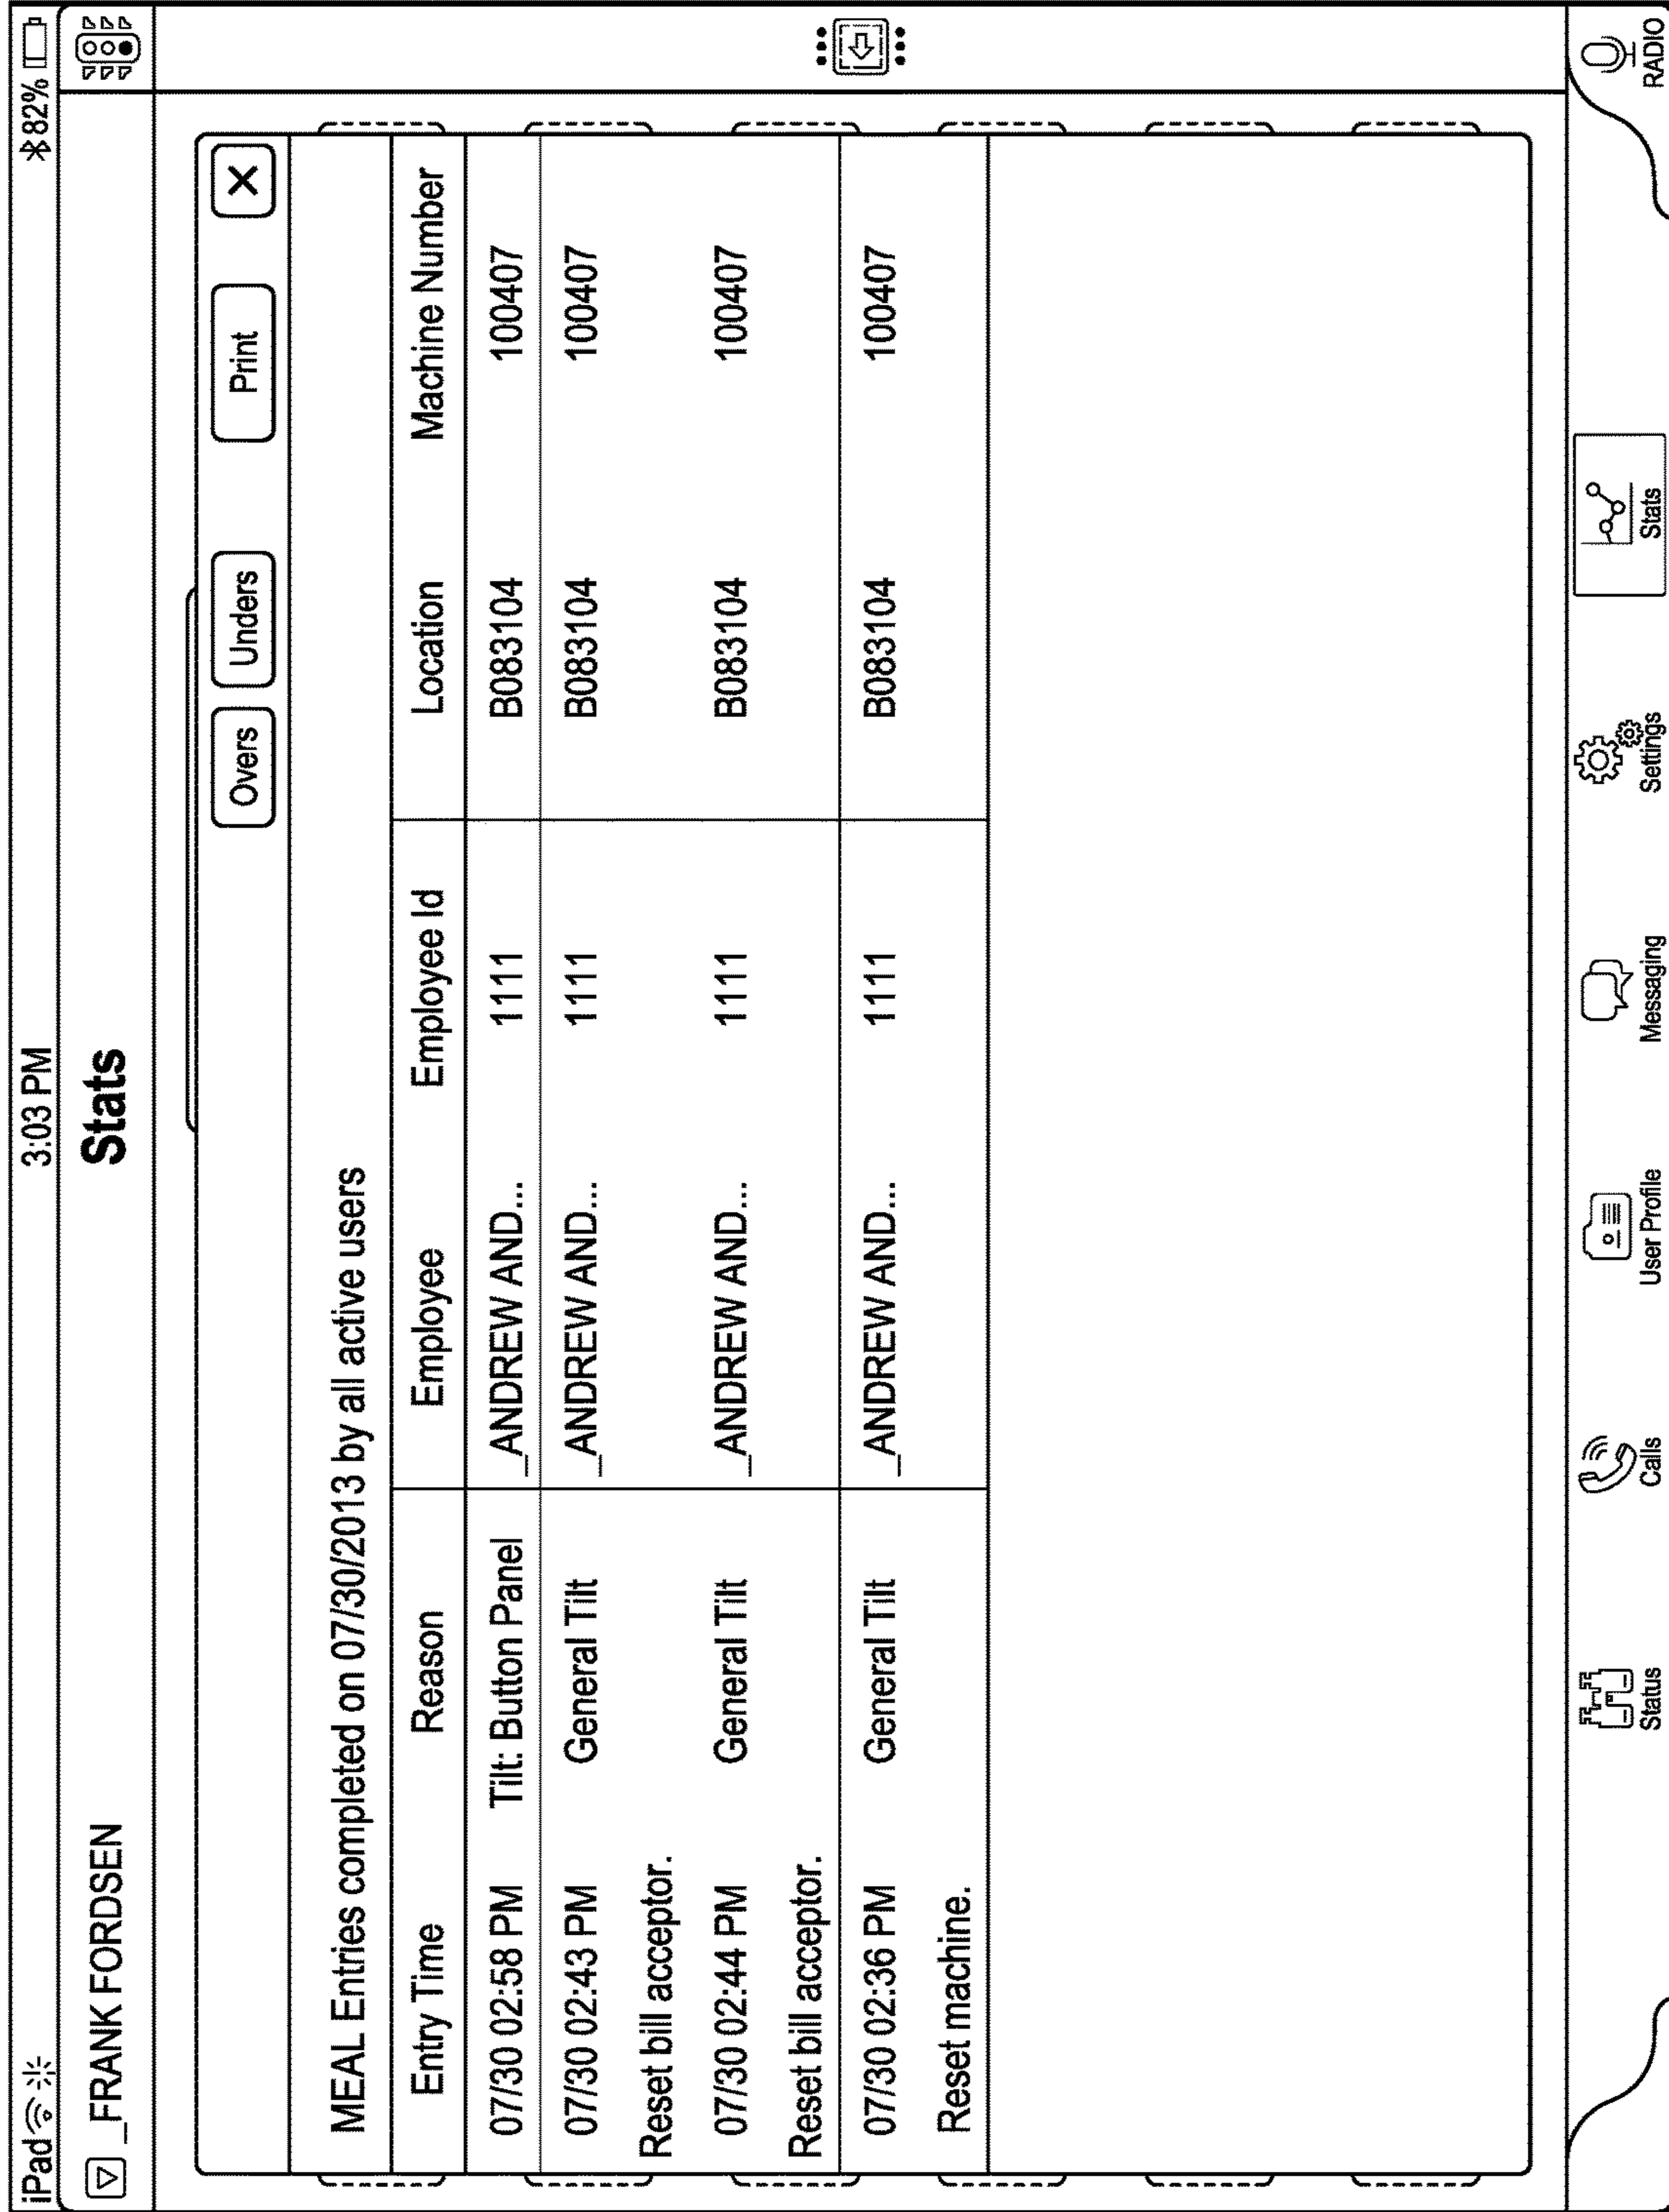 iPad 3:03 PM 82%
_FRANK FORDSEN Stats
Overs Unders Print X
MEAL Entries completed on 07/30/2013 by all active users
Entry Time Reason Employee Employee Id Location Machine Number
07/30 02:58 PM Tilt: Button Panel _ANDREW AND... 1111 B083104 100407
07/30 02:43 PM General Tilt _ANDREW AND... 1111 B083104 100407
Reset bill acceptor.
07/30 02:44 PM General Tilt _ANDREW AND... 1111 B083104 100407
Reset bill acceptor.
07/30 02:36 PM General Tilt _ANDREW AND... 1111 B083104 100407
Reset machine.
Status Calls User Profile Messaging Settings Stats RADIO